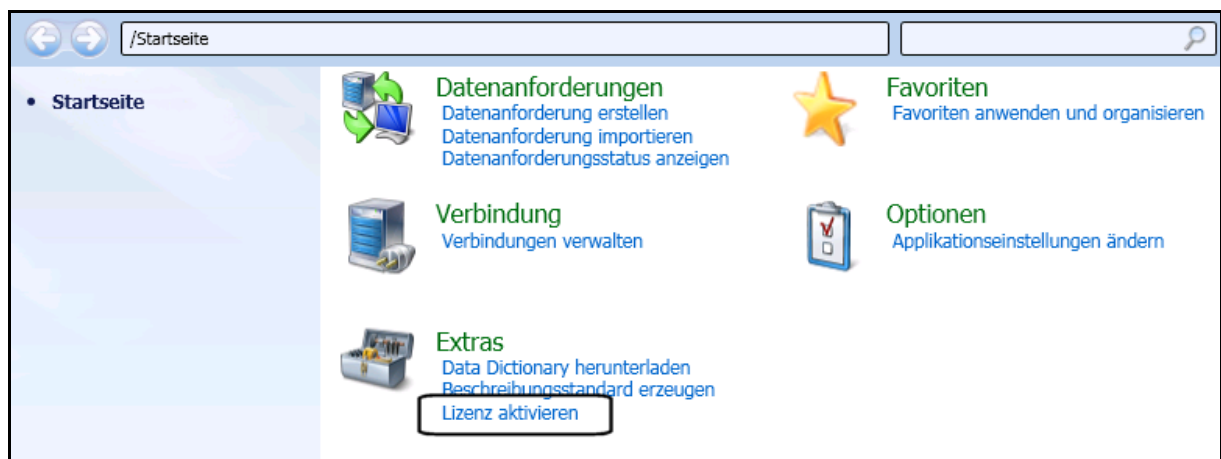 /Startseite
• Startseite
Datenanforderungen
Datenanforderung erstellen
Datenanforderung importieren
Datenanforderungsstatus anzeigen
Favoriten
Favoriten anwenden und organisieren
Verbindung
Verbindungen verwalten
Optionen
Applikationseinstellungen ändern
Extras
Data Dictionary herunterladen
Beschreibungsstandard erzeugen
Lizenz aktivieren